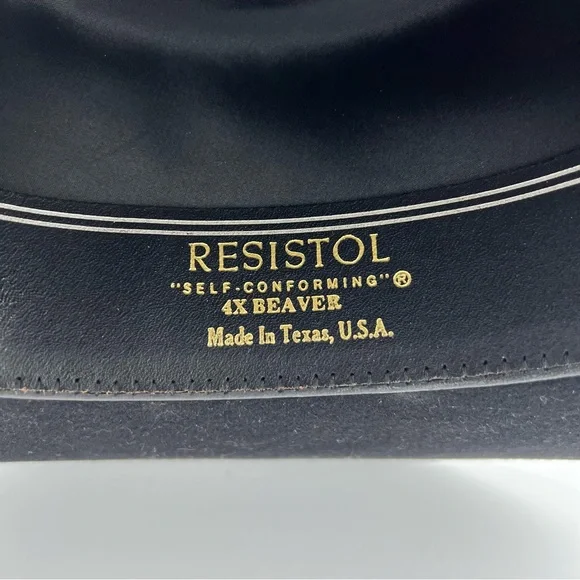 RESISTOL
"SELF-CONFORMING"®
4X BEAVER
Made In Texas, U.S.A.